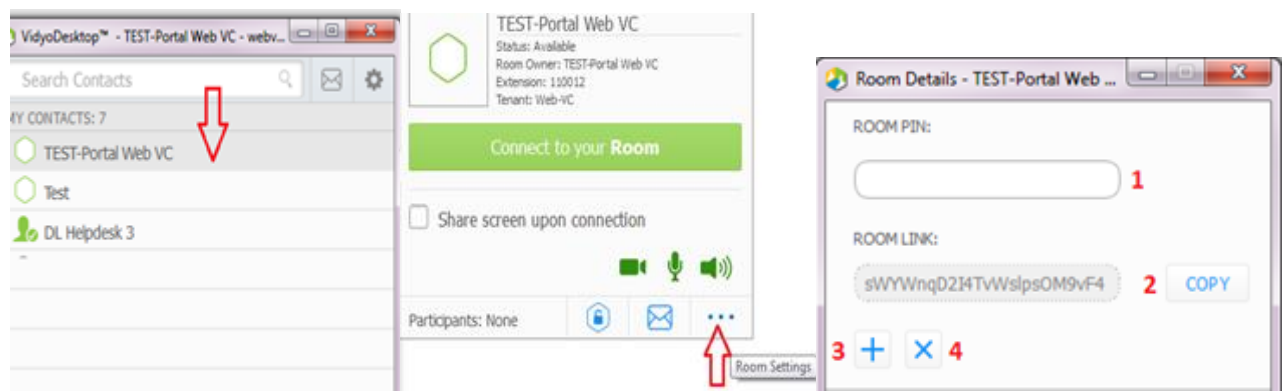 VidyoDesktop™ - TEST-Portal Web VC - webv...
Search Contacts
MY CONTACTS: 7
TEST-Portal Web VC
Test
DL Helpdesk 3
TEST-Portal Web VC
Status: Available
Room Owner: TEST-Portal Web VC
Extension: 110012
Tenant: Web-VC
Connect to your Room
Share screen upon connection
Participants: None
Room Settings
Room Details - TEST-Portal Web ...
ROOM PIN:
1
ROOM LINK:
sWYWnqD2I4TvWslpsOM9vF4
2 COPY
3 4